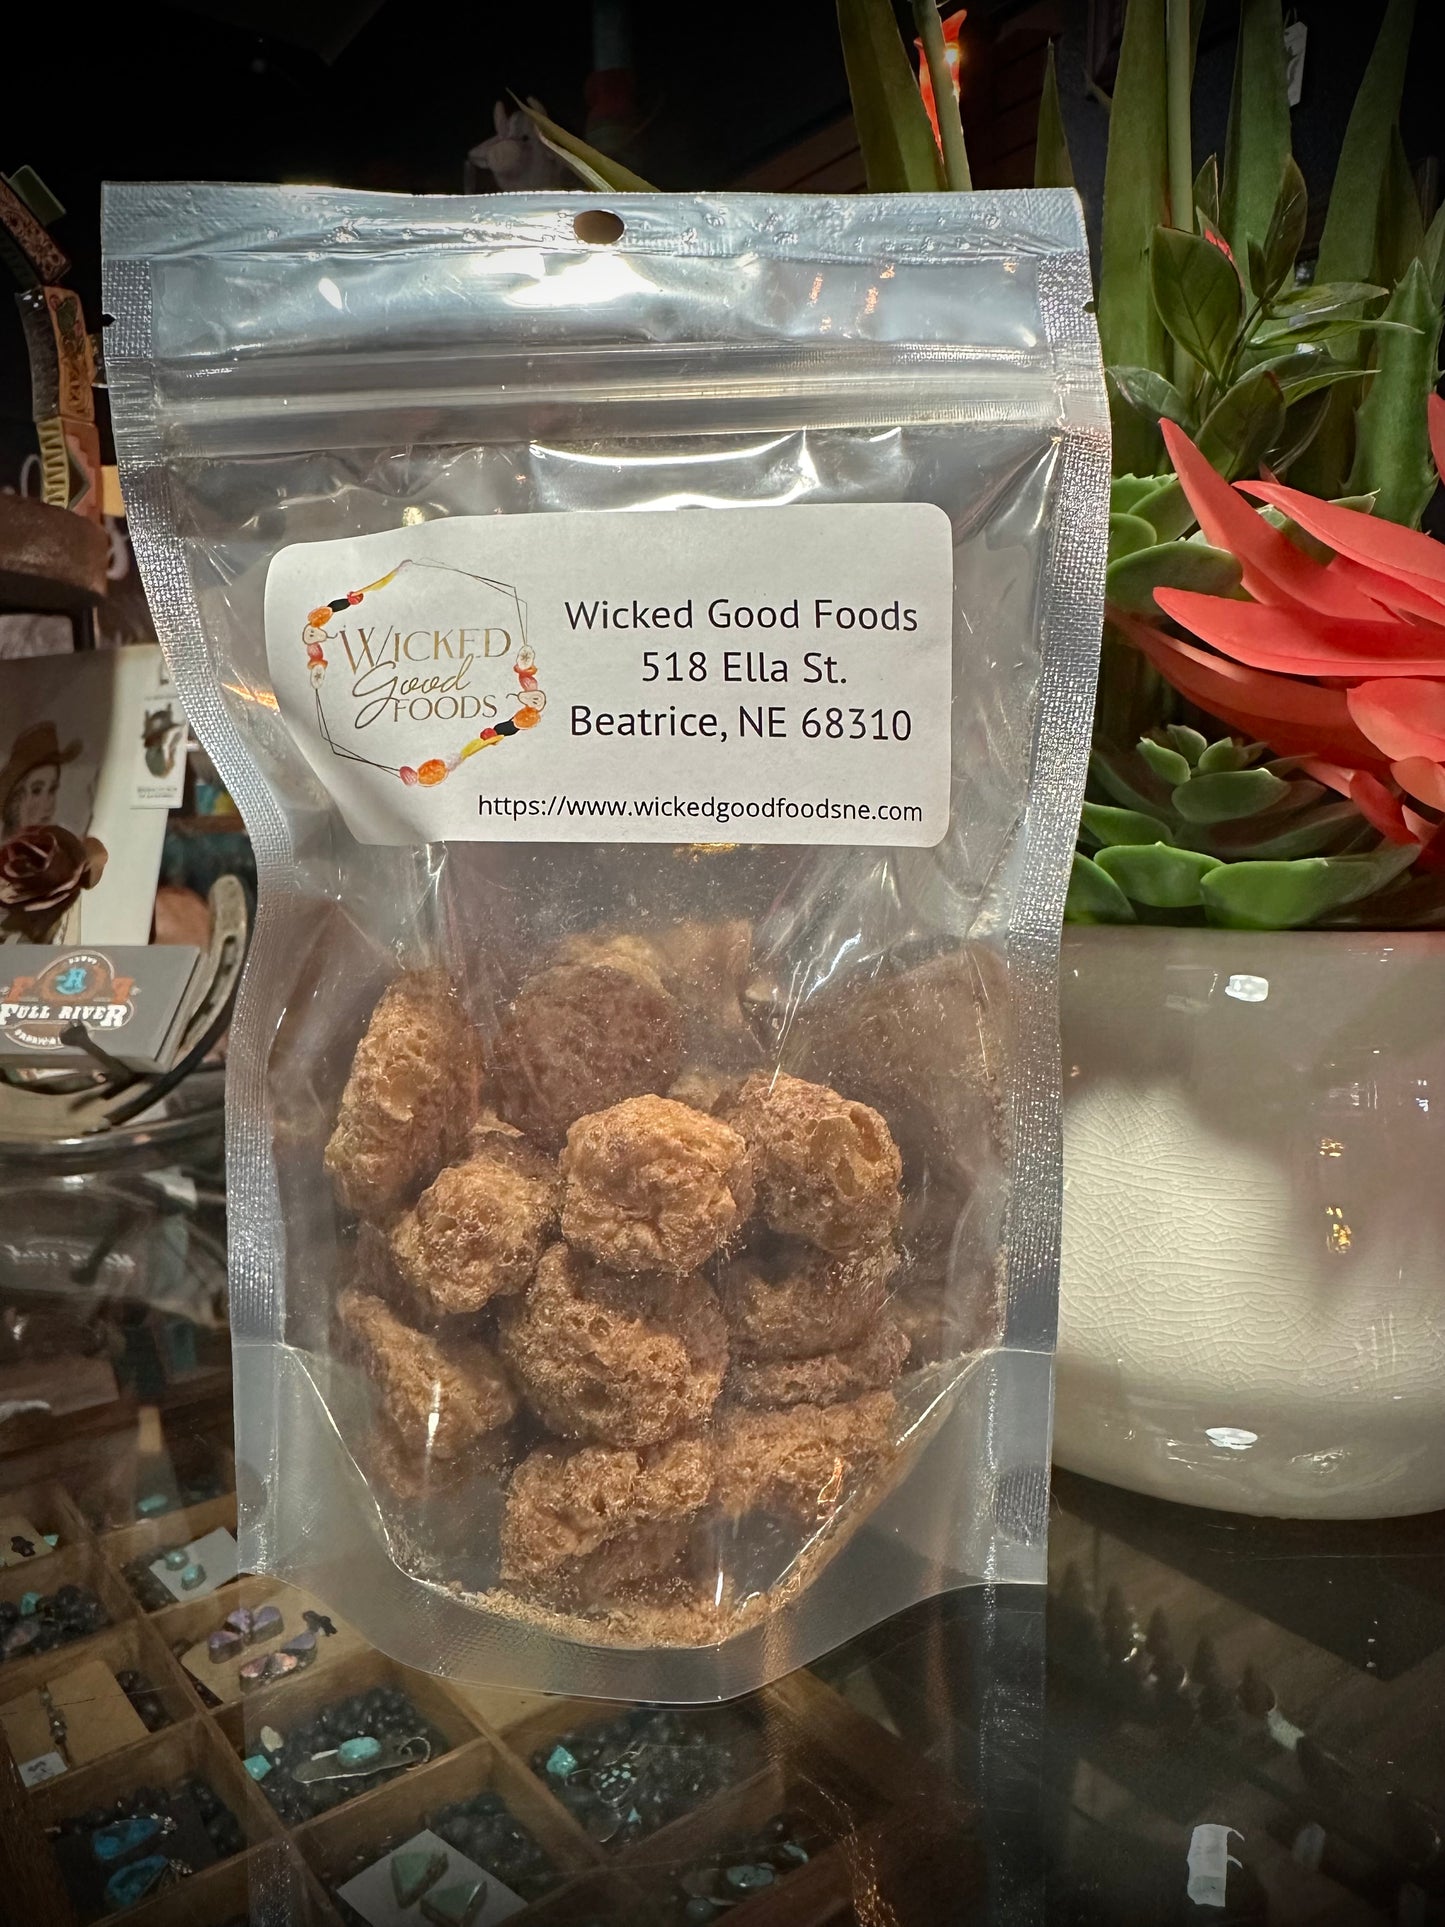 WICKED
Good
FOODS
Wicked Good Foods
518 Ella St.
Beatrice, NE 68310
https://www.wickedgoodfoodsne.com
FULL RIVER